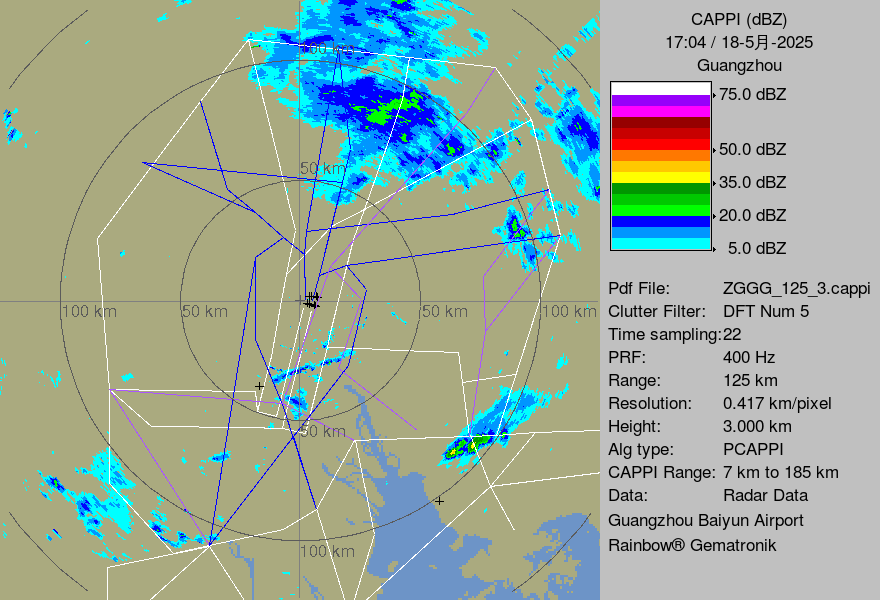 CAPPI (dBZ)
17:04 / 18-5月-2025
Guangzhou
75.0 dBZ
50.0 dBZ
35.0 dBZ
20.0 dBZ
5.0 dBZ
Pdf File: ZGGG_125_3.cappi
Clutter Filter: DFT Num 5
Time sampling:22
PRF: 400 Hz
Range: 125 km
Resolution: 0.417 km/pixel
Height: 3.000 km
Alg type: PCAPPI
CAPPI Range: 7 km to 185 km
Data: Radar Data
Guangzhou Baiyun Airport
Rainbow® Gematronik
50 km
100 km
50 km
50 km
100 km
50 km
100 km